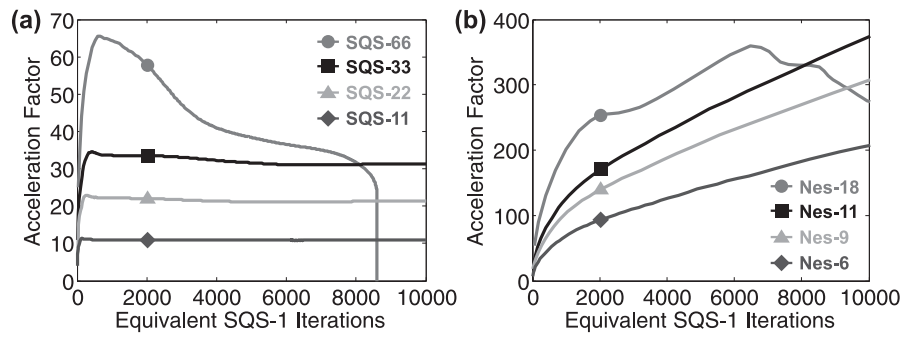 (a)
70
60
50
40
30
20
10
0
Acceleration Factor
SQS-66
SQS-33
SQS-22
SQS-11
0 2000 4000 6000 8000 10000
Equivalent SQS-1 Iterations
(b)
400
300
200
100
0
Acceleration Factor
Nes-18
Nes-11
Nes-9
Nes-6
0 2000 4000 6000 8000 10000
Equivalent SQS-1 Iterations